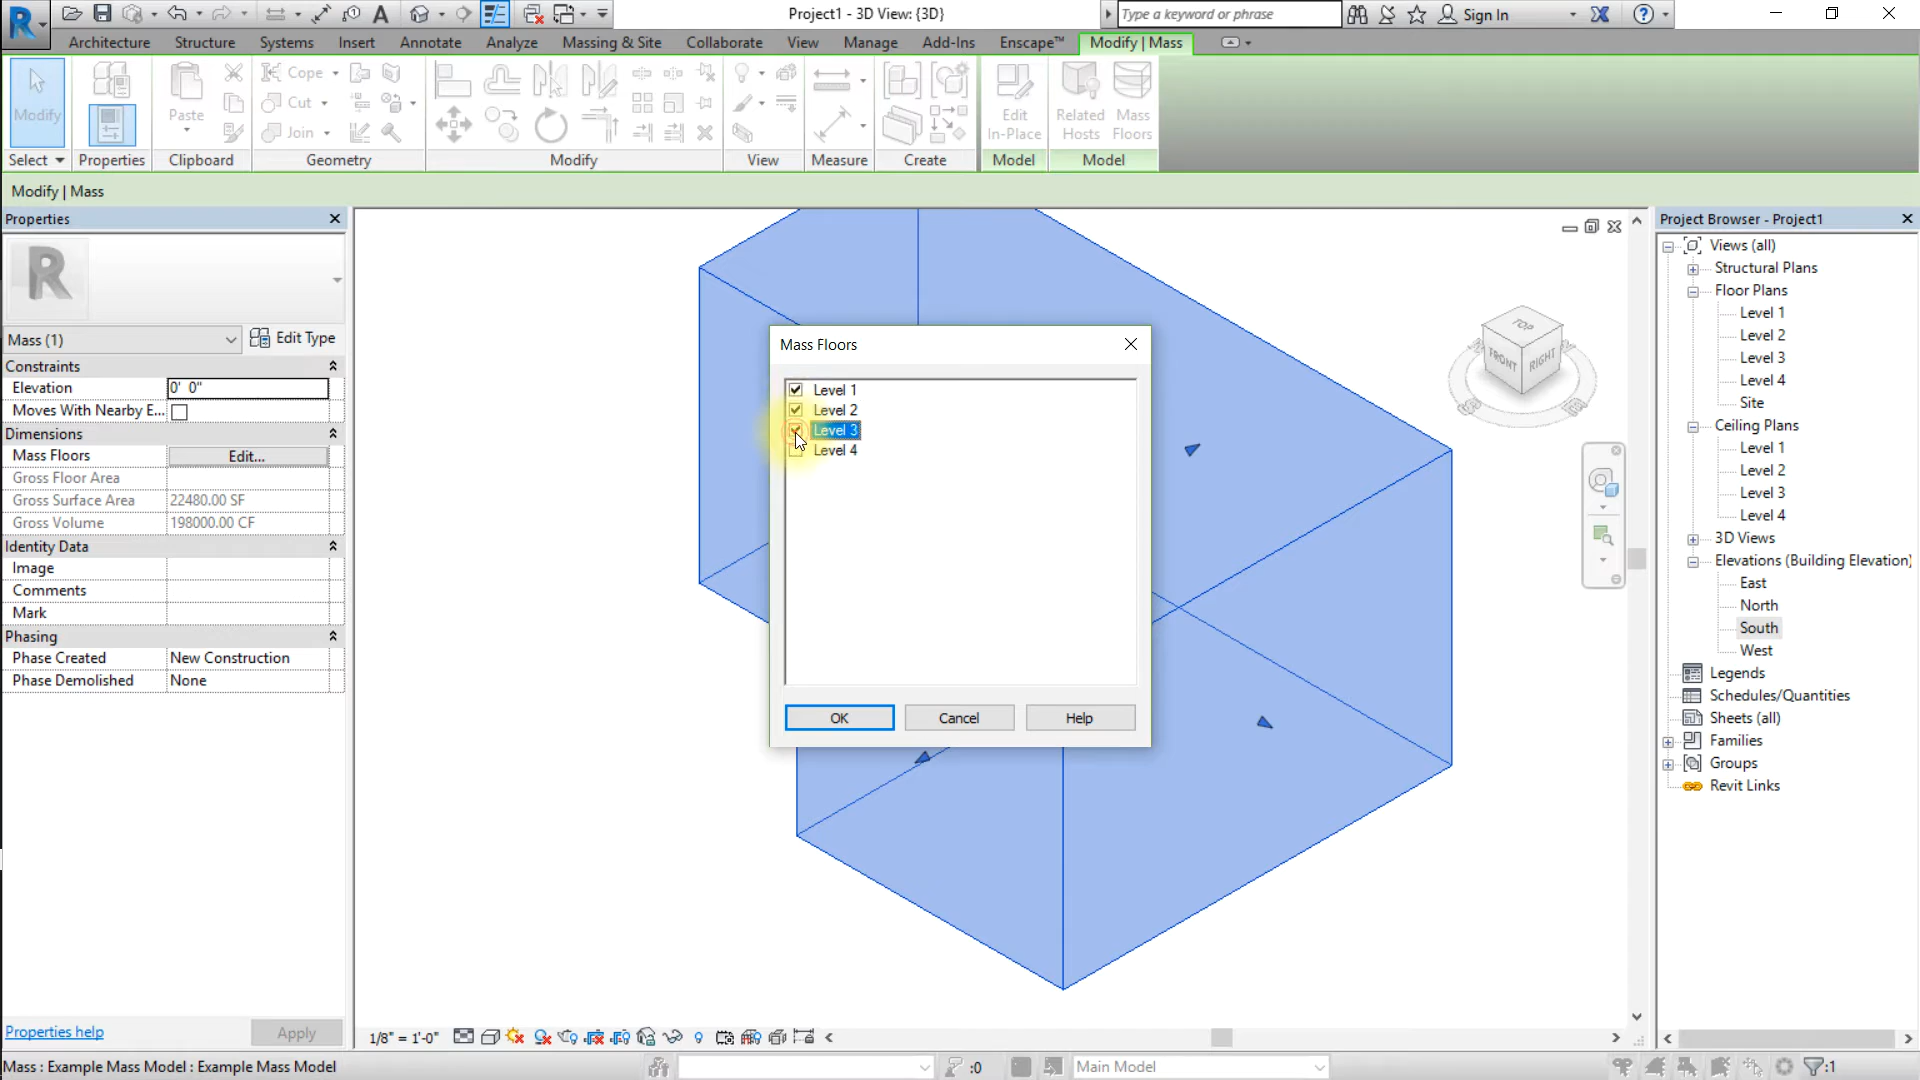 Project1 - 3D View: {3D}
Type a keyword or phrase
Sign In
Architecture Structure Systems Insert Annotate Analyze Massing & Site Collaborate View Manage Add-Ins Enscape™ Modify | Mass
Modify
Paste
Cope
Cut
Join
Edit In-Place
Related Hosts
Mass Floors
Select Properties Clipboard Geometry Modify View Measure Create Model Model
Modify | Mass
Properties
Mass (1)
Edit Type
Constraints
Elevation 0' 0"
Moves With Nearby E...
Dimensions
Mass Floors Edit...
Gross Floor Area
Gross Surface Area 22480.00 SF
Gross Volume 198000.00 CF
Identity Data
Image
Comments
Mark
Phasing
Phase Created New Construction
Phase Demolished None
Properties help
Apply
Mass Floors
Level 1
Level 2
Level 3
Level 4
OK Cancel Help
TOP
FRONT
RIGHT
Project Browser - Project1
Views (all)
Structural Plans
Floor Plans
Level 1
Level 2
Level 3
Level 4
Site
Ceiling Plans
Level 1
Level 2
Level 3
Level 4
3D Views
Elevations (Building Elevation)
East
North
South
West
Legends
Schedules/Quantities
Sheets (all)
Families
Groups
Revit Links
1/8" = 1'-0"
Mass : Example Mass Model : Example Mass Model
:0
Main Model
:1